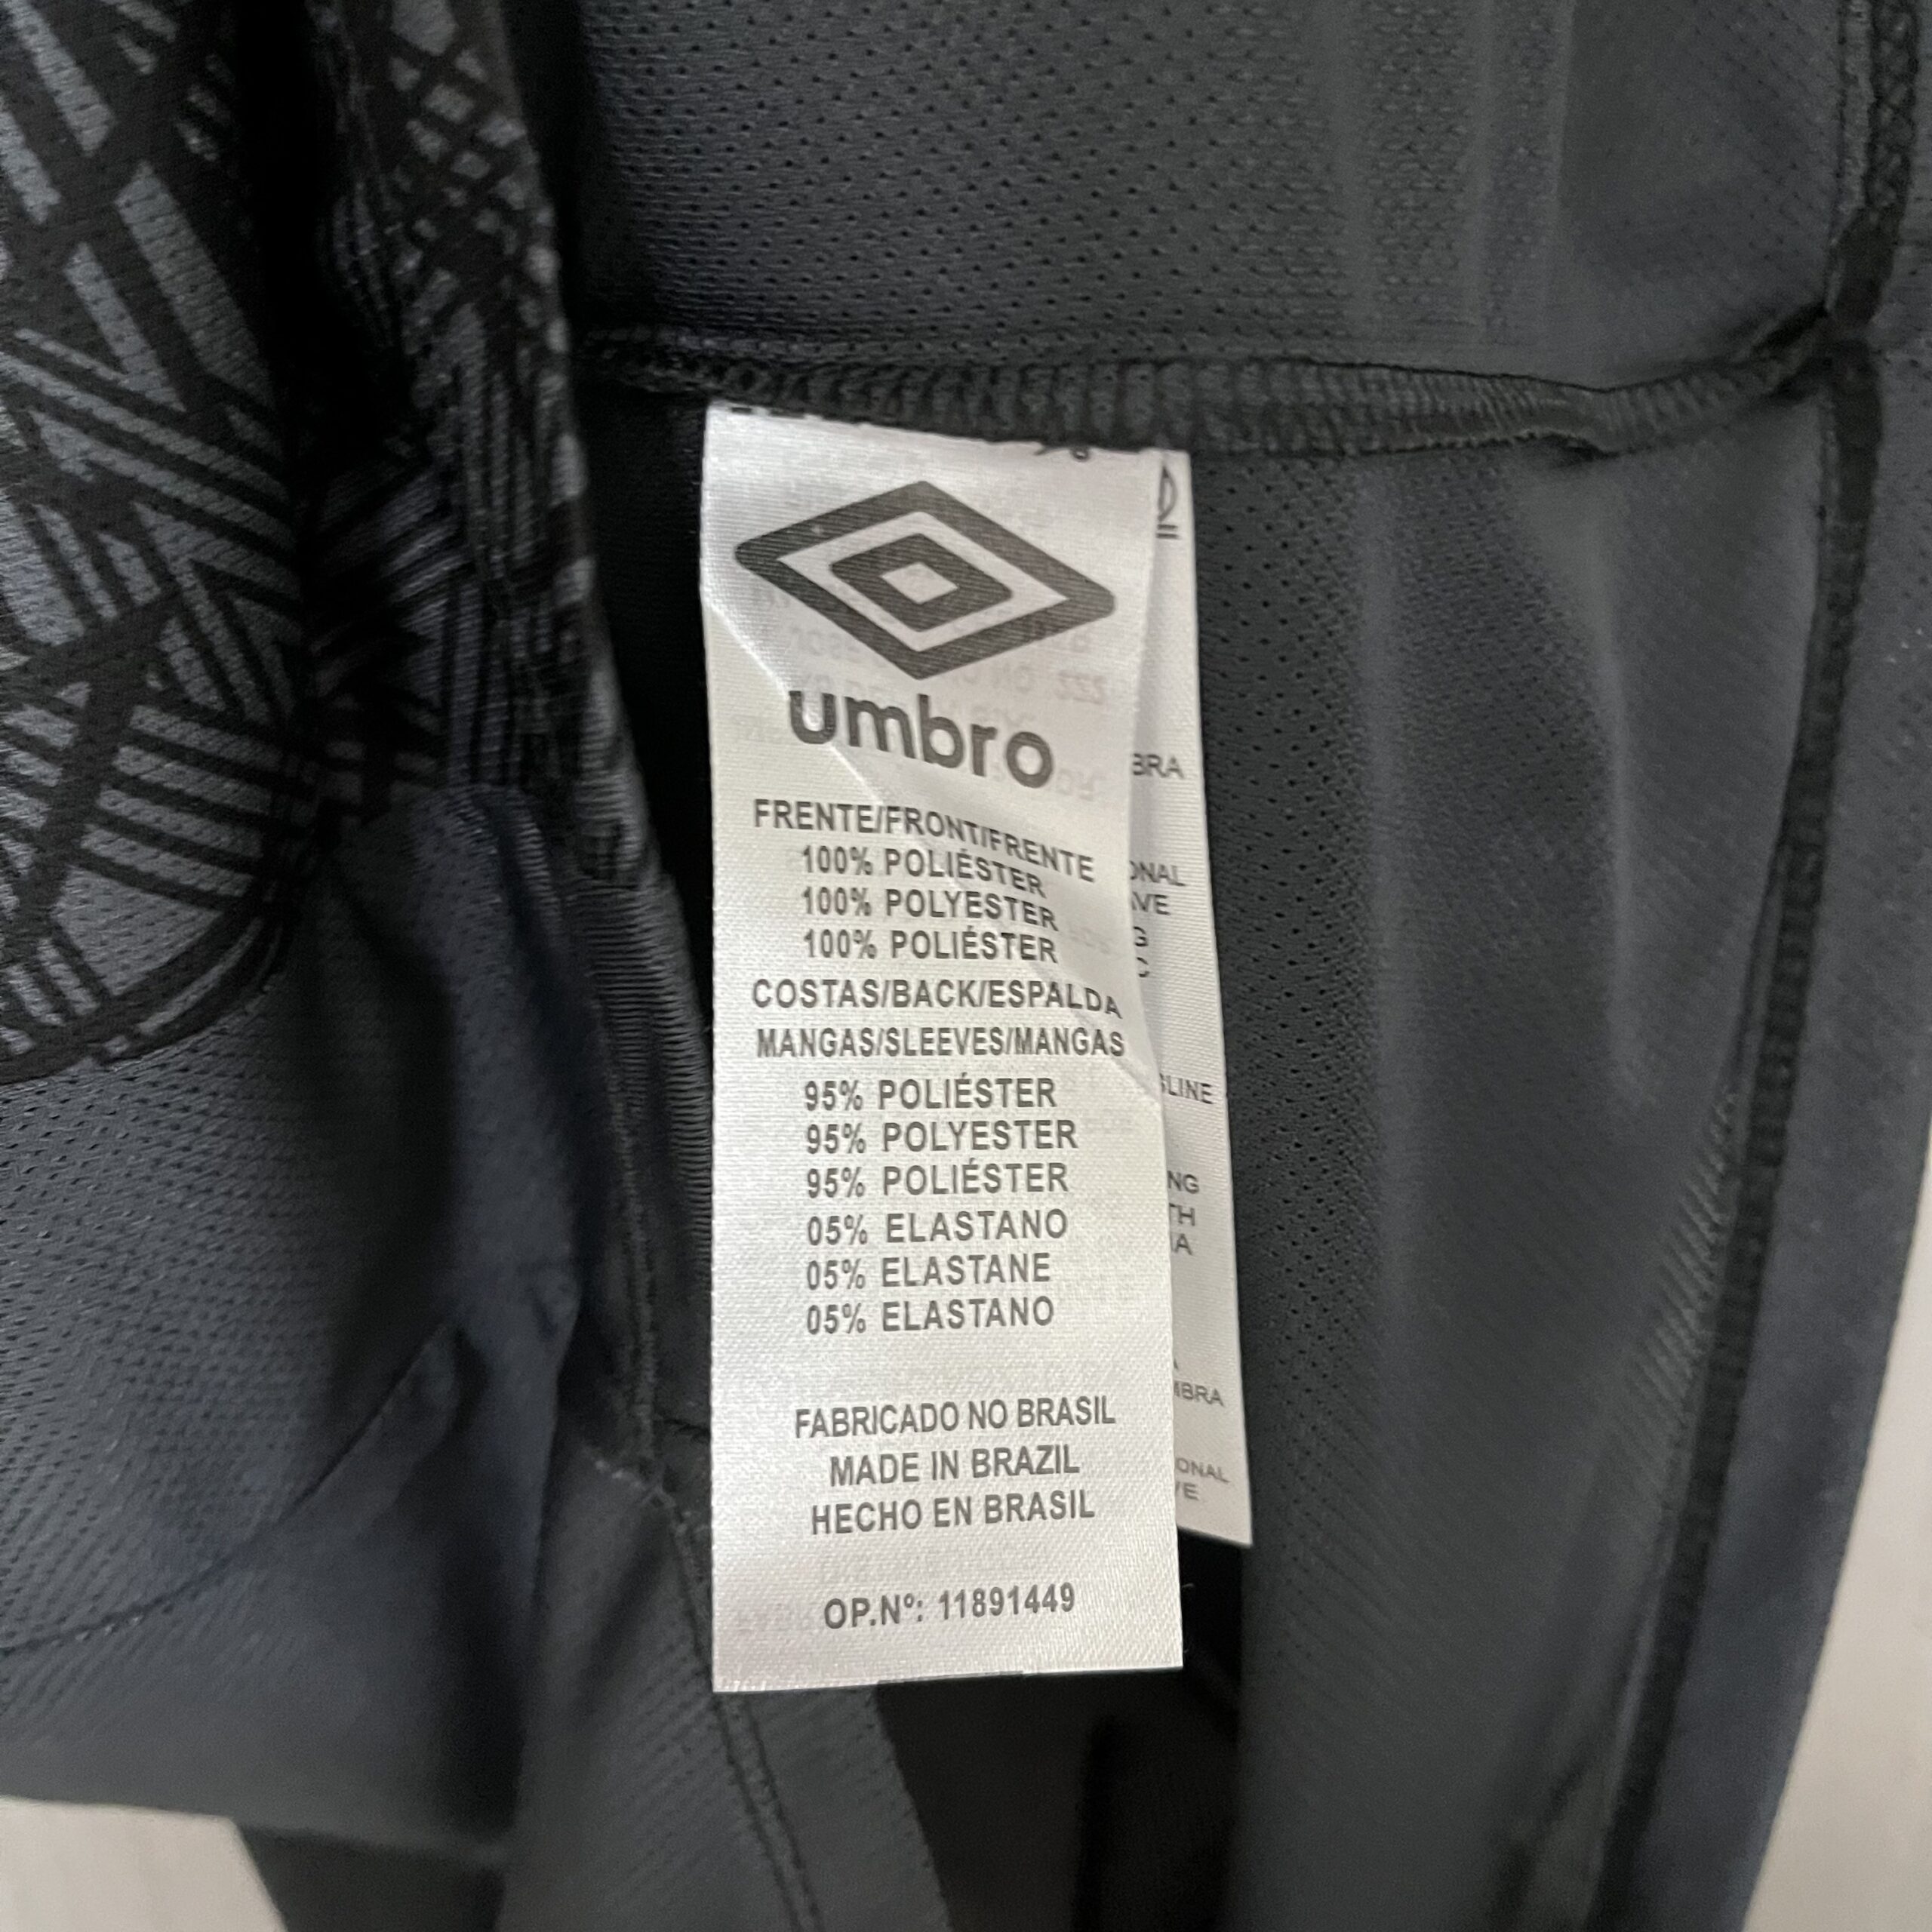 umbro
FRENTE/FRONT/FRENTE
100% POLIÉSTER
100% POLYESTER
100% POLIÉSTER
COSTAS/BACK/ESPALDA
MANGAS/SLEEVES/MANGAS
95% POLIÉSTER
95% POLYESTER
95% POLIÉSTER
05% ELASTANO
05% ELASTANE
05% ELASTANO
FABRICADO NO BRASIL
MADE IN BRAZIL
HECHO EN BRASIL
OP.Nº: 11891449